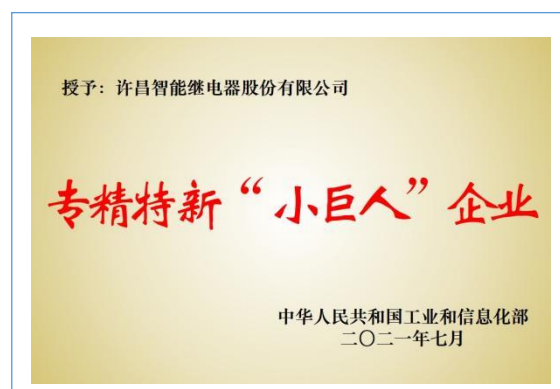 授予：许昌智能继电器股份有限公司
专精特新“小巨人”企业
中华人民共和国工业和信息化部
二〇二一年七月